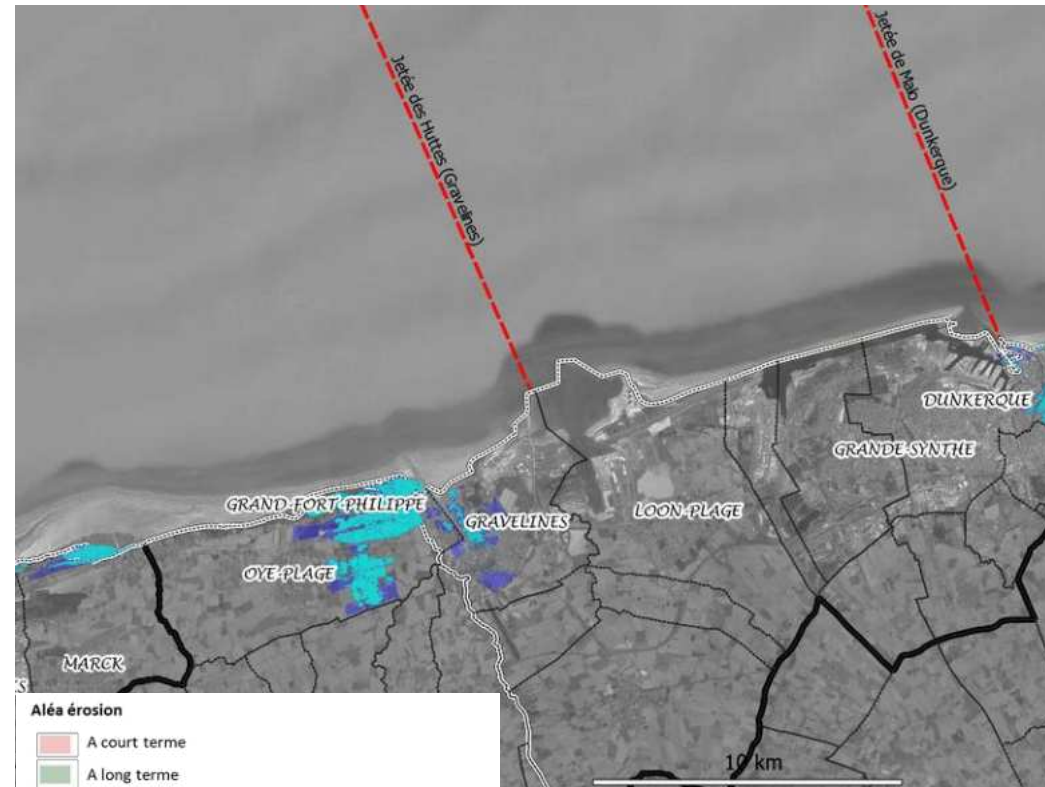 Jetée des Huttes (Gravelines)
Jetée de Malo (Dunkerque)
DUNKERQUE
GRANDE-SYNTHE
GRAND-FORT-PHILIPPE
GRAVELINES
LOON-PLAGE
OYE-PLAGE
MARCK
KS
Aléa érosion
A court terme
A long terme
10 km